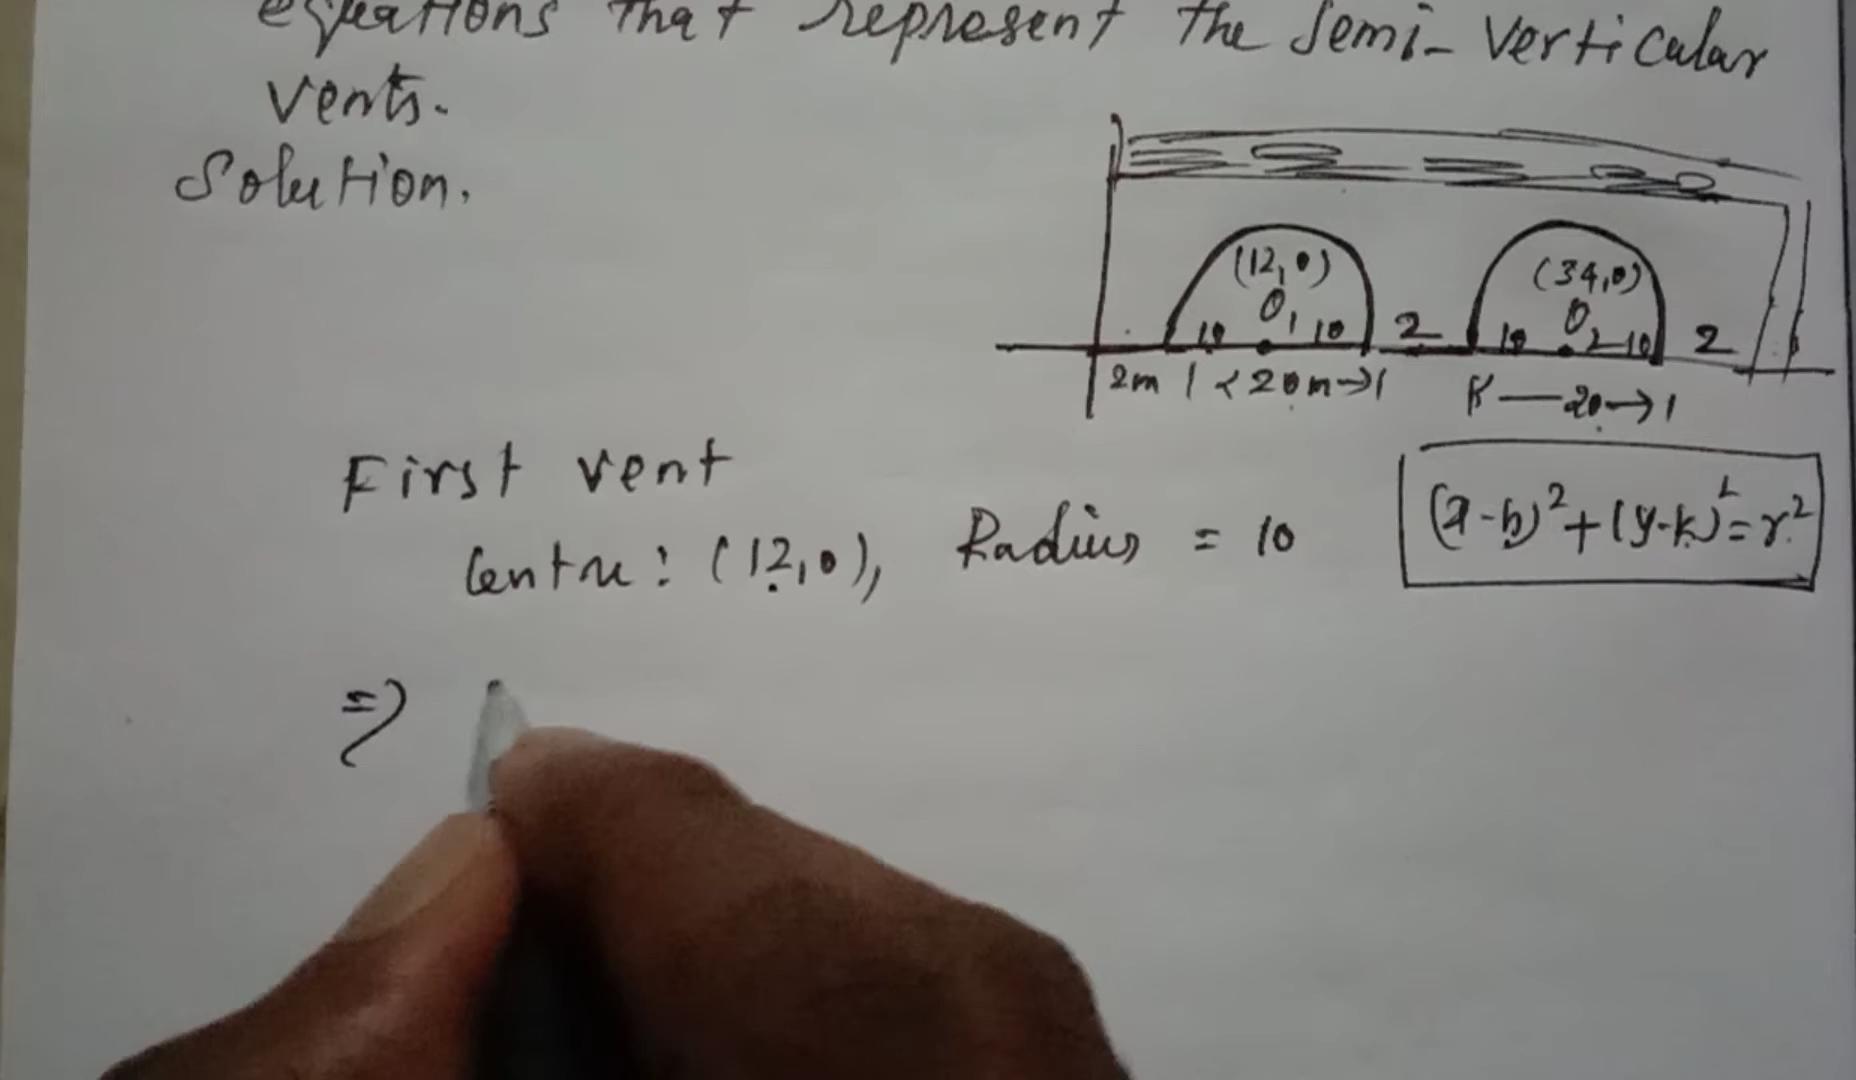 equations that represent the semi-verticular
vents.
Solution.
(12,0)
O1
10 10
2
(34,0)
O2
10 10
2
2m |<20m→|
K—20→|
First vent
Centre: (12,0), Radius = 10
(x-h)²+(y-k)²=r²
⇒